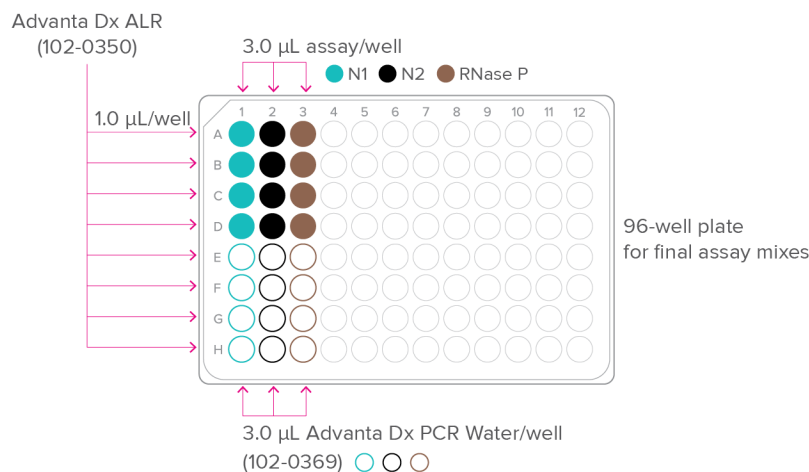 Advanta Dx ALR
(102-0350)
3.0 µL assay/well
N1 N2 RNase P
1.0 µL/well
1 2 3 4 5 6 7 8 9 10 11 12
A
B
C
D
E
F
G
H
96-well plate
for final assay mixes
3.0 µL Advanta Dx PCR Water/well
(102-0369)